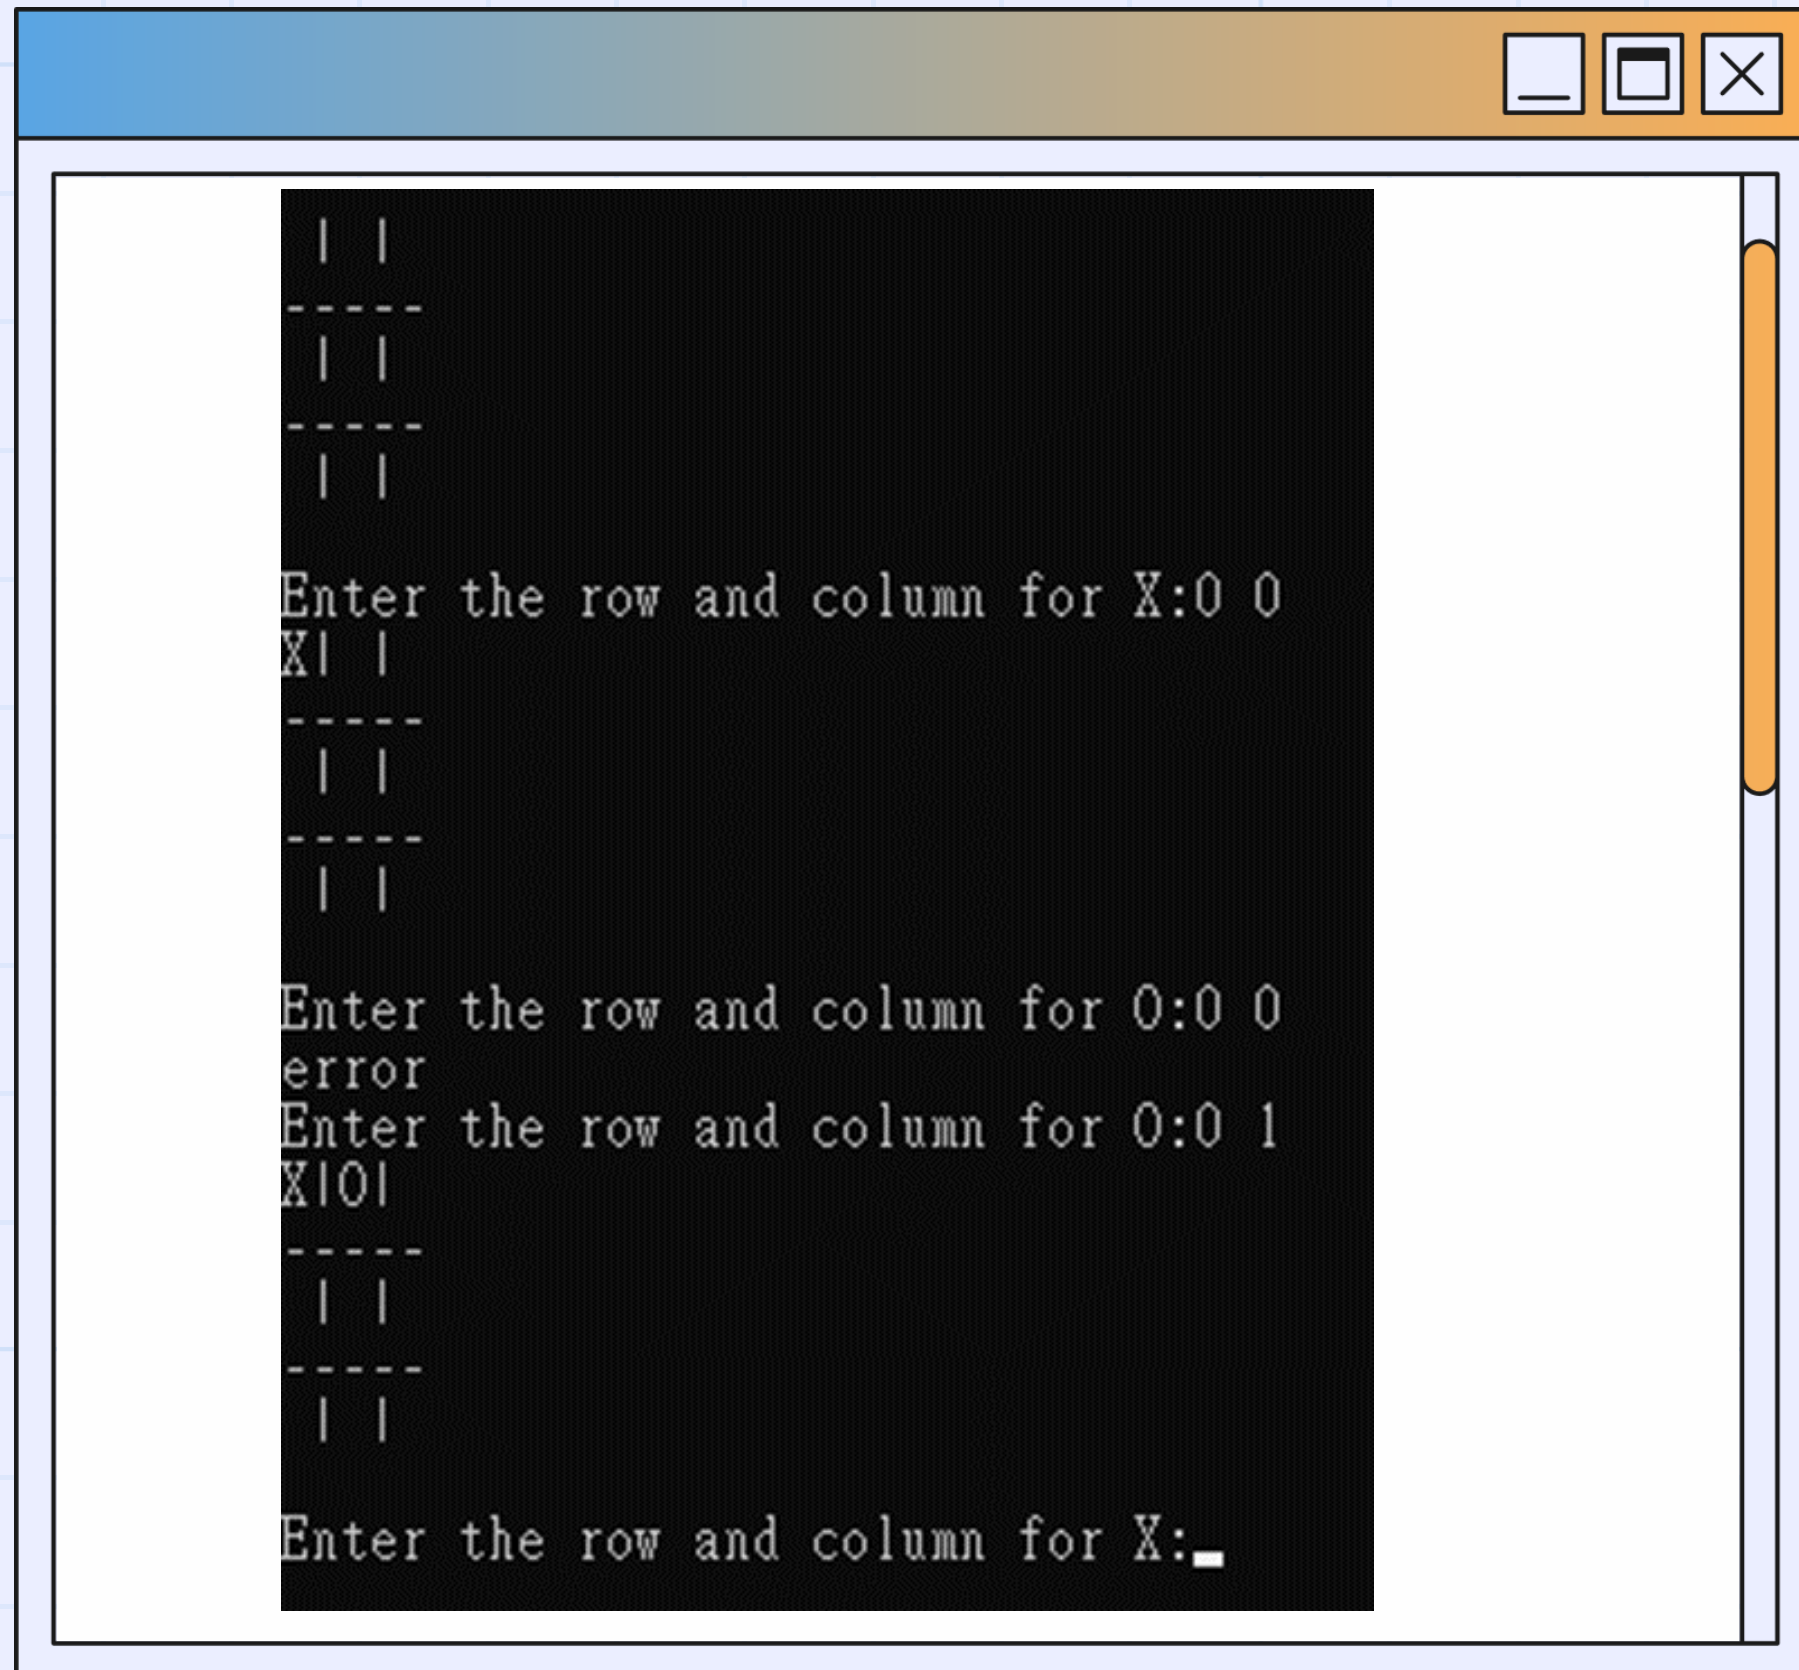 | |
-----
 | |
-----
 | |
Enter the row and column for X:0 0
X| |
-----
 | |
-----
 | |
Enter the row and column for O:0 0
error
Enter the row and column for O:0 1
X|O|
-----
 | |
-----
 | |
Enter the row and column for X: